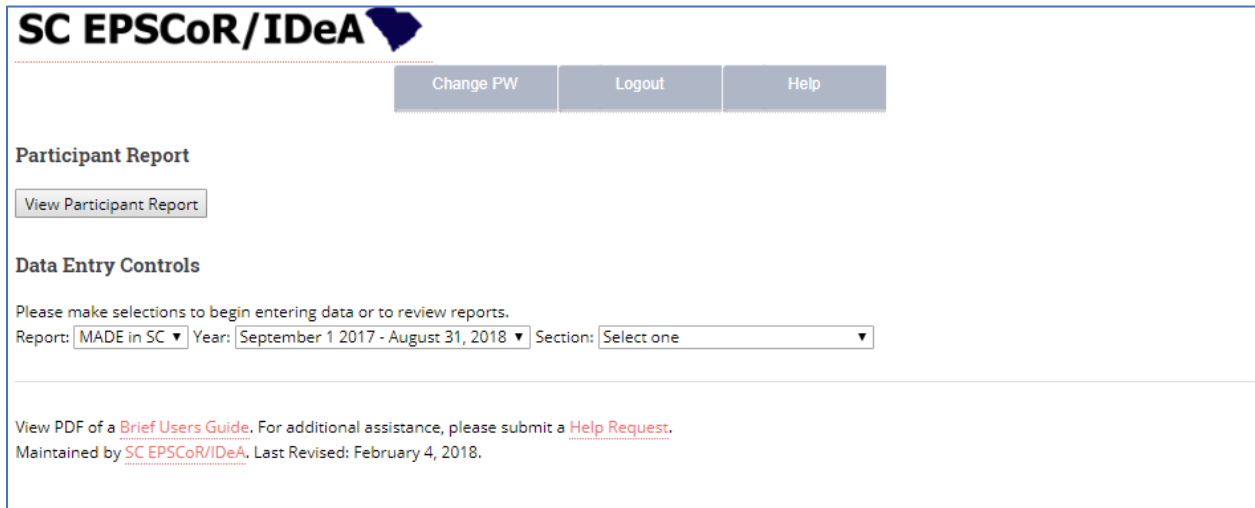 SC EPSCoR/IDeA
Change PW Logout Help
Participant Report
View Participant Report
Data Entry Controls
Please make selections to begin entering data or to review reports.
Report: MADE in SC ▼ Year: September 1 2017 - August 31, 2018 ▼ Section: Select one ▼
View PDF of a Brief Users Guide. For additional assistance, please submit a Help Request.
Maintained by SC EPSCoR/IDeA. Last Revised: February 4, 2018.